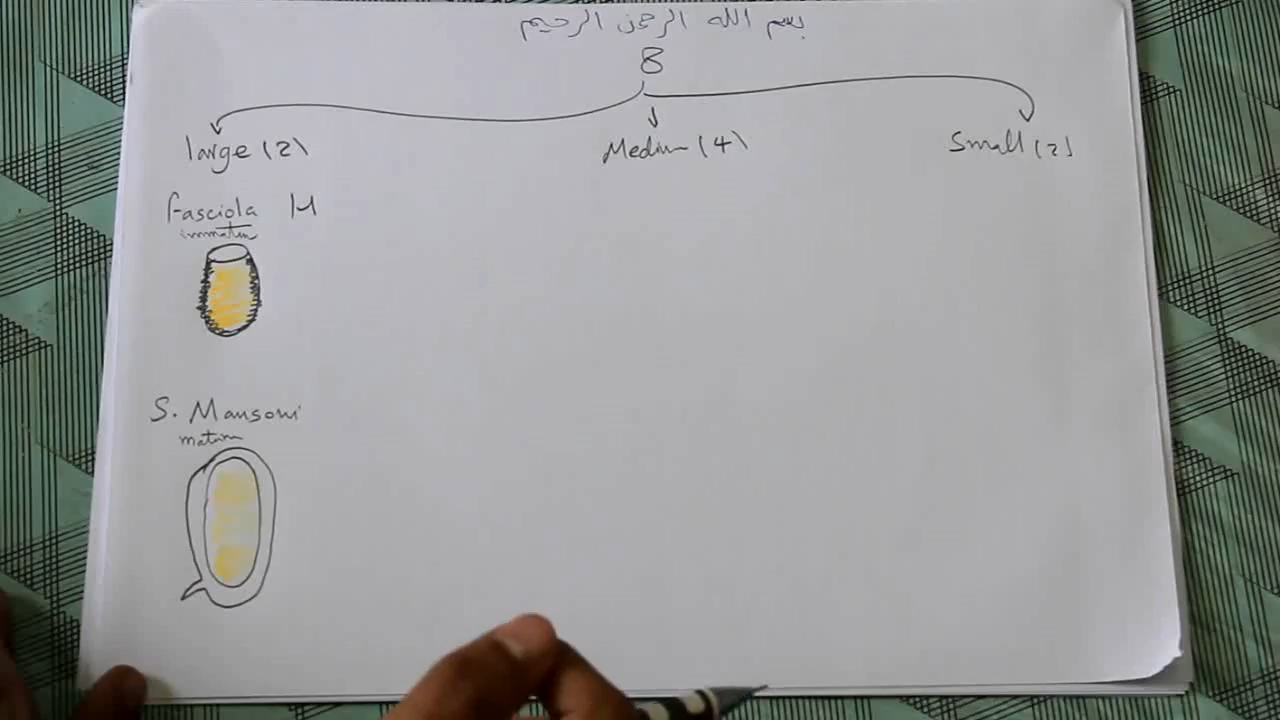 بسم الله الرحمن الرحيم
8
large (2)
Medium (4)
Small (2)
Fasciola H
immature
S. Mansoni
mature